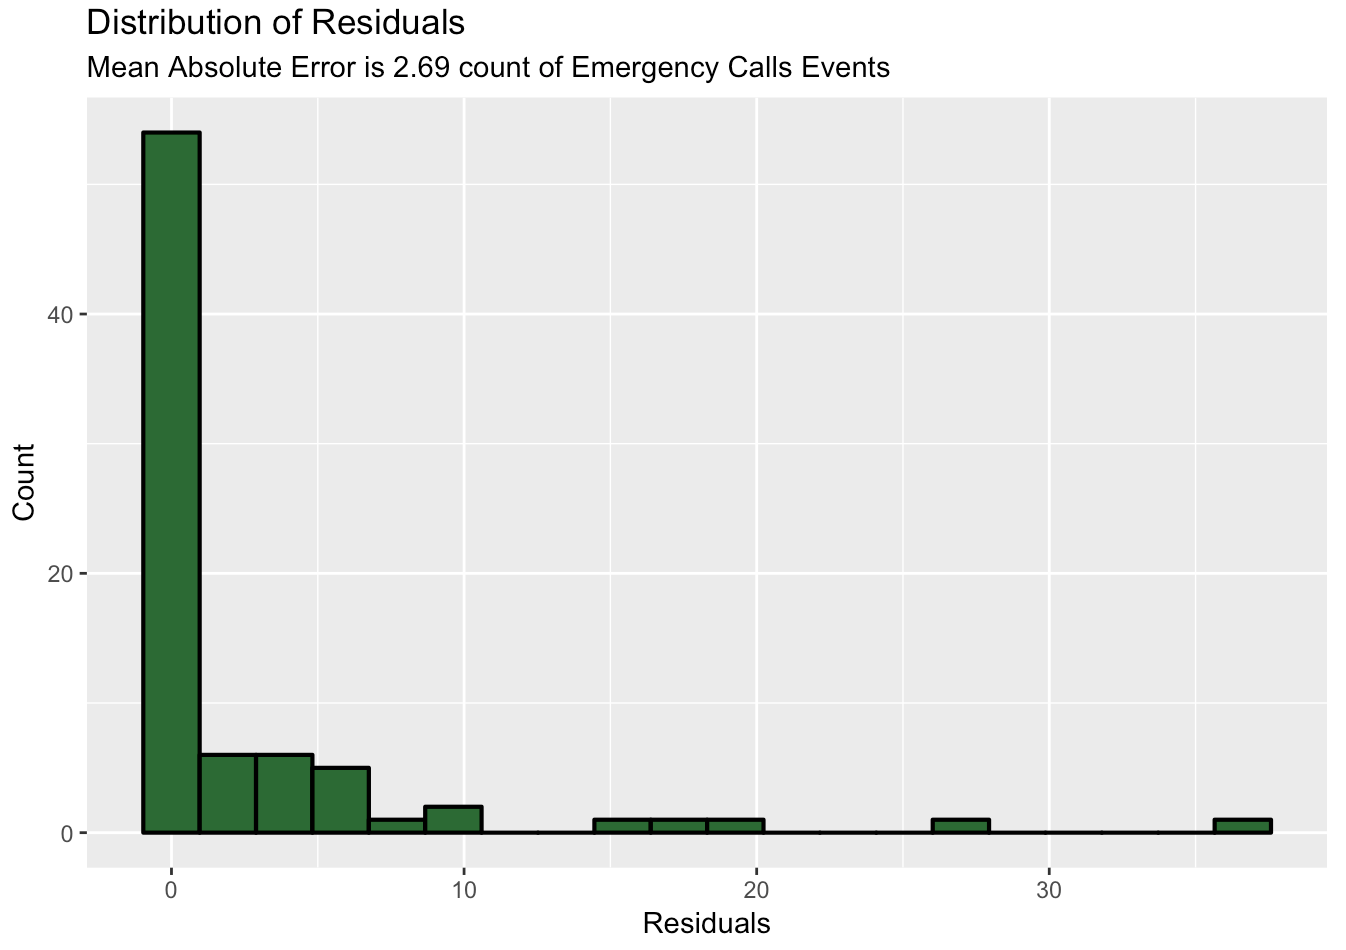 Distribution of Residuals
Mean Absolute Error is 2.69 count of Emergency Calls Events
Count
40
20
0
0 10 20 30
Residuals